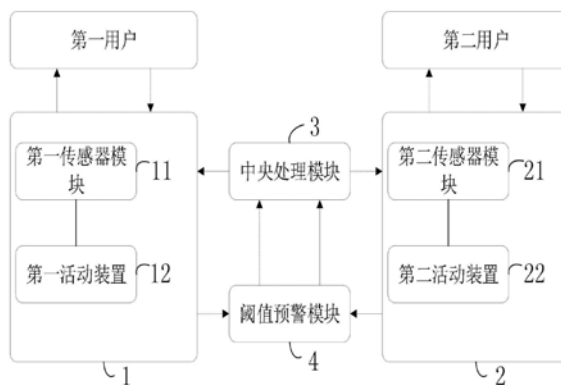 第一用户
第二用户
3
第一传感器模
块
11
中央处理模块
第二传感器模
块
21
第一活动装置
12
第二活动装置
22
阈值预警模块
1
4
2